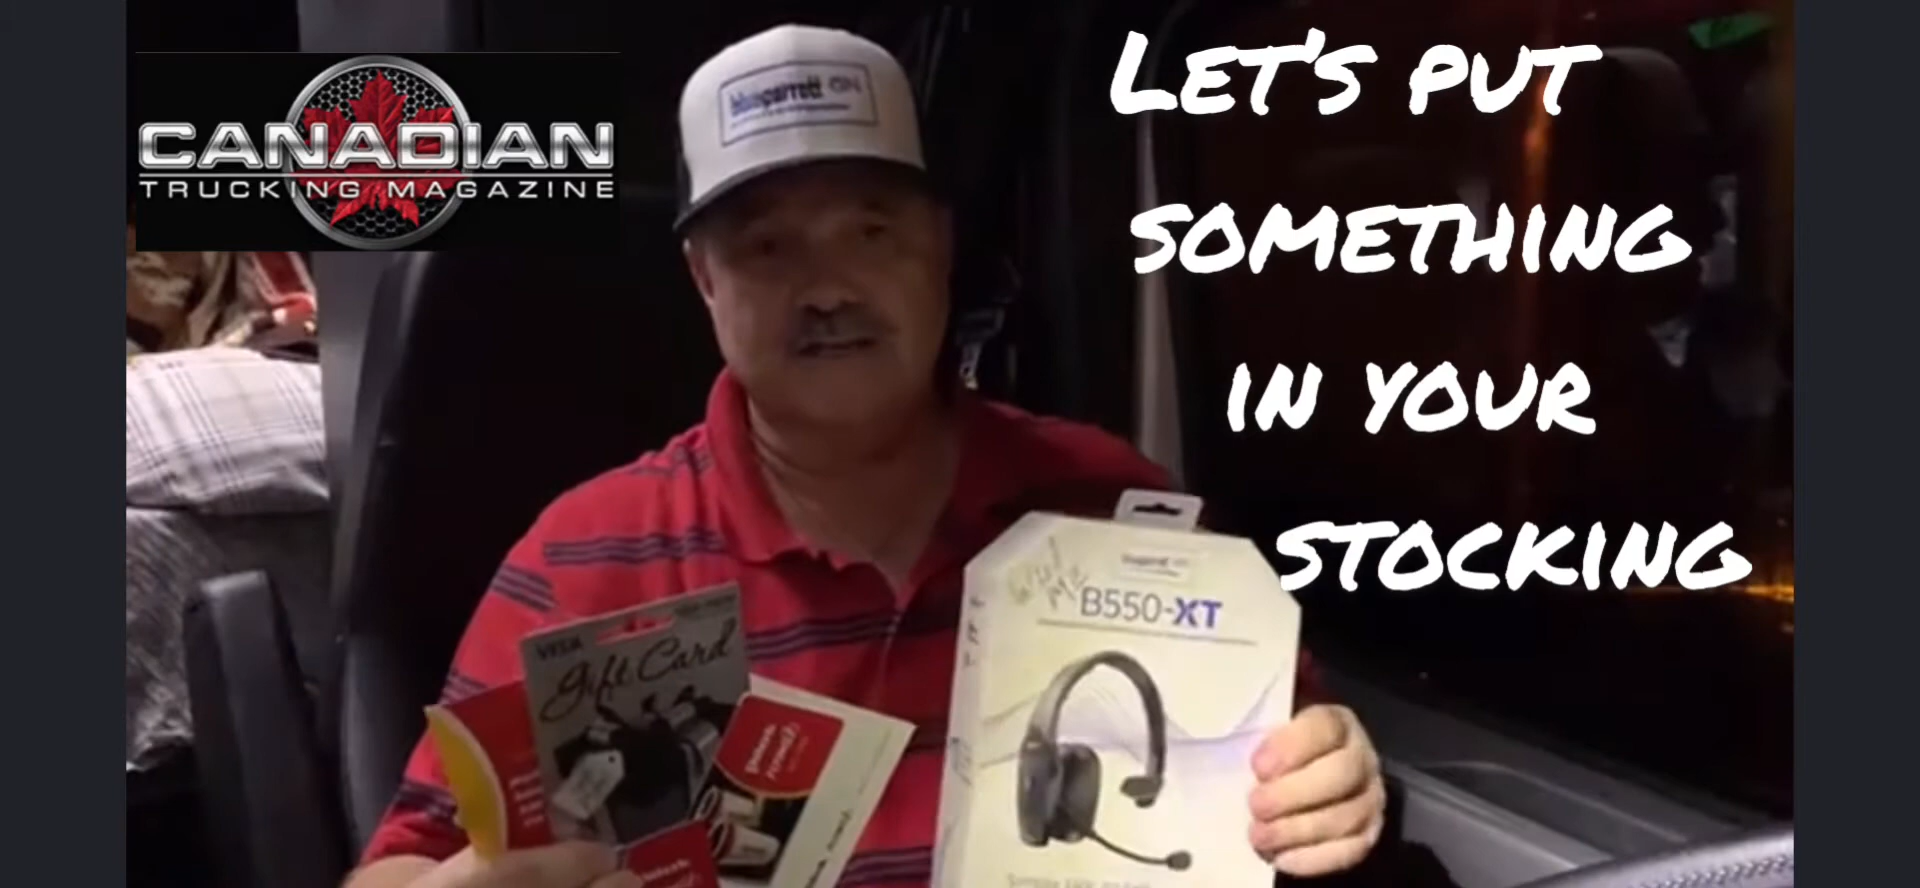 CANADIAN
TRUCKING MAGAZINE
LET'S PUT
SOMETHING
IN YOUR
STOCKING
blueparrott
B550-XT
VISA
Gift Card